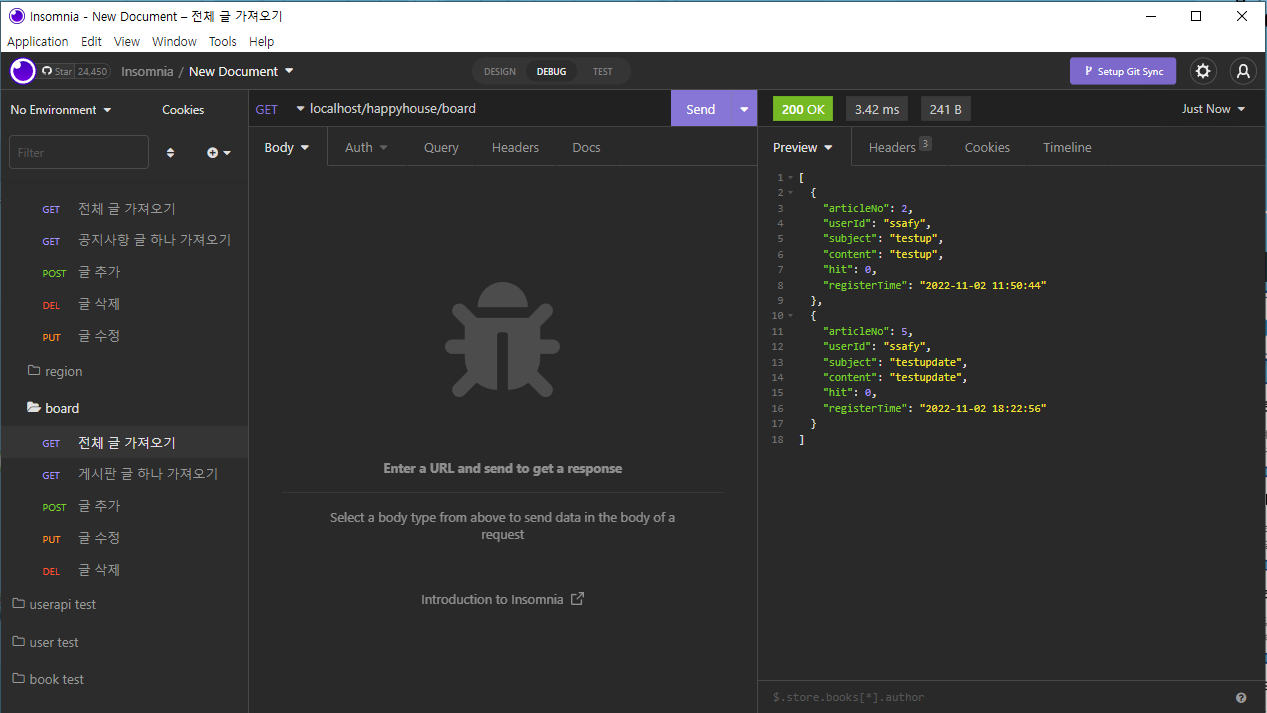 Insomnia - New Document – 전체 글 가져오기
Application Edit View Window Tools Help
Star 24,450 Insomnia / New Document DESIGN DEBUG TEST Setup Git Sync
No Environment Cookies GET localhost/happyhouse/board Send 200 OK 3.42 ms 241 B Just Now
Filter Body Auth Query Headers Docs Preview Headers 3 Cookies Timeline
GET 전체 글 가져오기
GET 공지사항 글 하나 가져오기
POST 글 추가
DEL 글 삭제
PUT 글 수정
region
board
GET 전체 글 가져오기
GET 게시판 글 하나 가져오기
POST 글 추가
PUT 글 수정
DEL 글 삭제
userapi test
user test
book test
Enter a URL and send to get a response
Select a body type from above to send data in the body of a
request
Introduction to Insomnia
1 [
2 {
3 "articleNo": 2,
4 "userId": "ssafy",
5 "subject": "testup",
6 "content": "testup",
7 "hit": 0,
8 "registerTime": "2022-11-02 11:50:44"
9 },
10 {
11 "articleNo": 5,
12 "userId": "ssafy",
13 "subject": "testupdate",
14 "content": "testupdate",
15 "hit": 0,
16 "registerTime": "2022-11-02 18:22:56"
17 }
18 ]
$.store.books[*].author